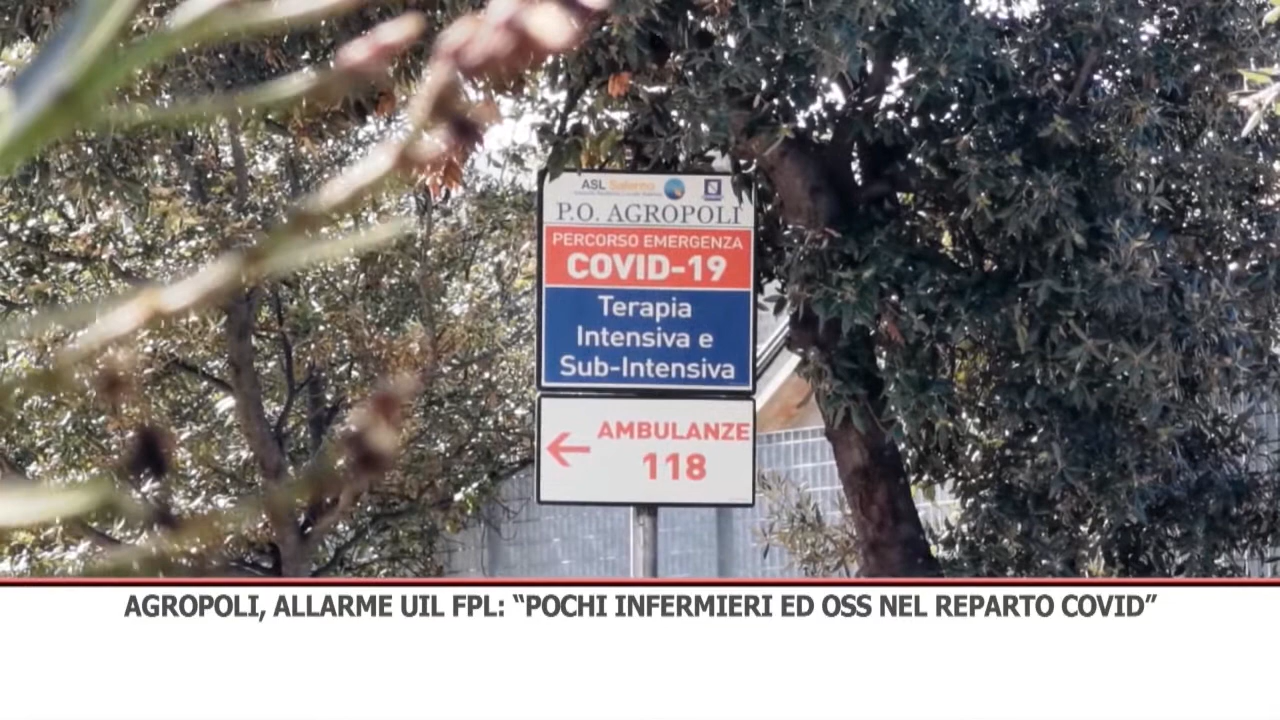 ASL Salerno
P.O. AGROPOLI
PERCORSO EMERGENZA
COVID-19
Terapia
Intensiva e
Sub-Intensiva
AMBULANZE
118
AGROPOLI, ALLARME UIL FPL: “POCHI INFERMIERI ED OSS NEL REPARTO COVID”